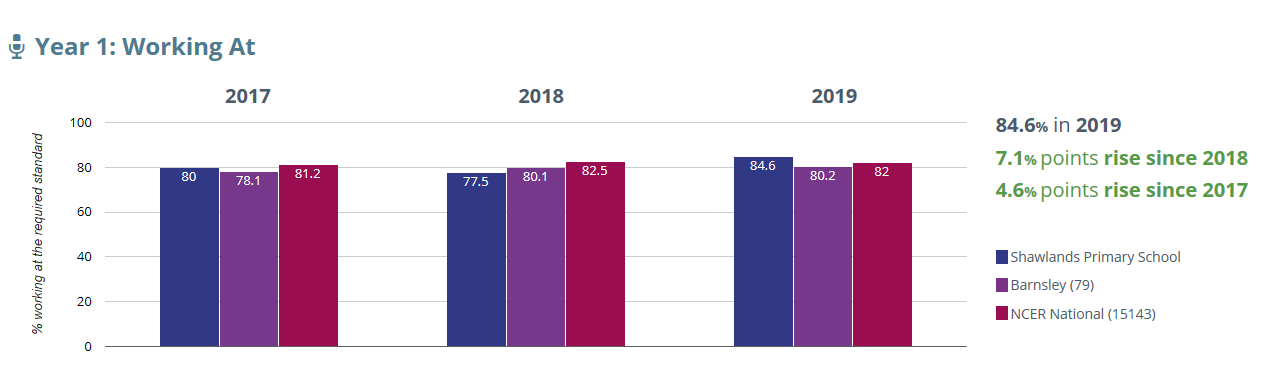 Year 1: Working At
2017 2018 2019
% working at the required standard
100
80
60
40
20
0
80 78.1 81.2 77.5 80.1 82.5 84.6 80.2 82
84.6% in 2019
7.1% points rise since 2018
4.6% points rise since 2017
Shawlands Primary School
Barnsley (79)
NCER National (15143)